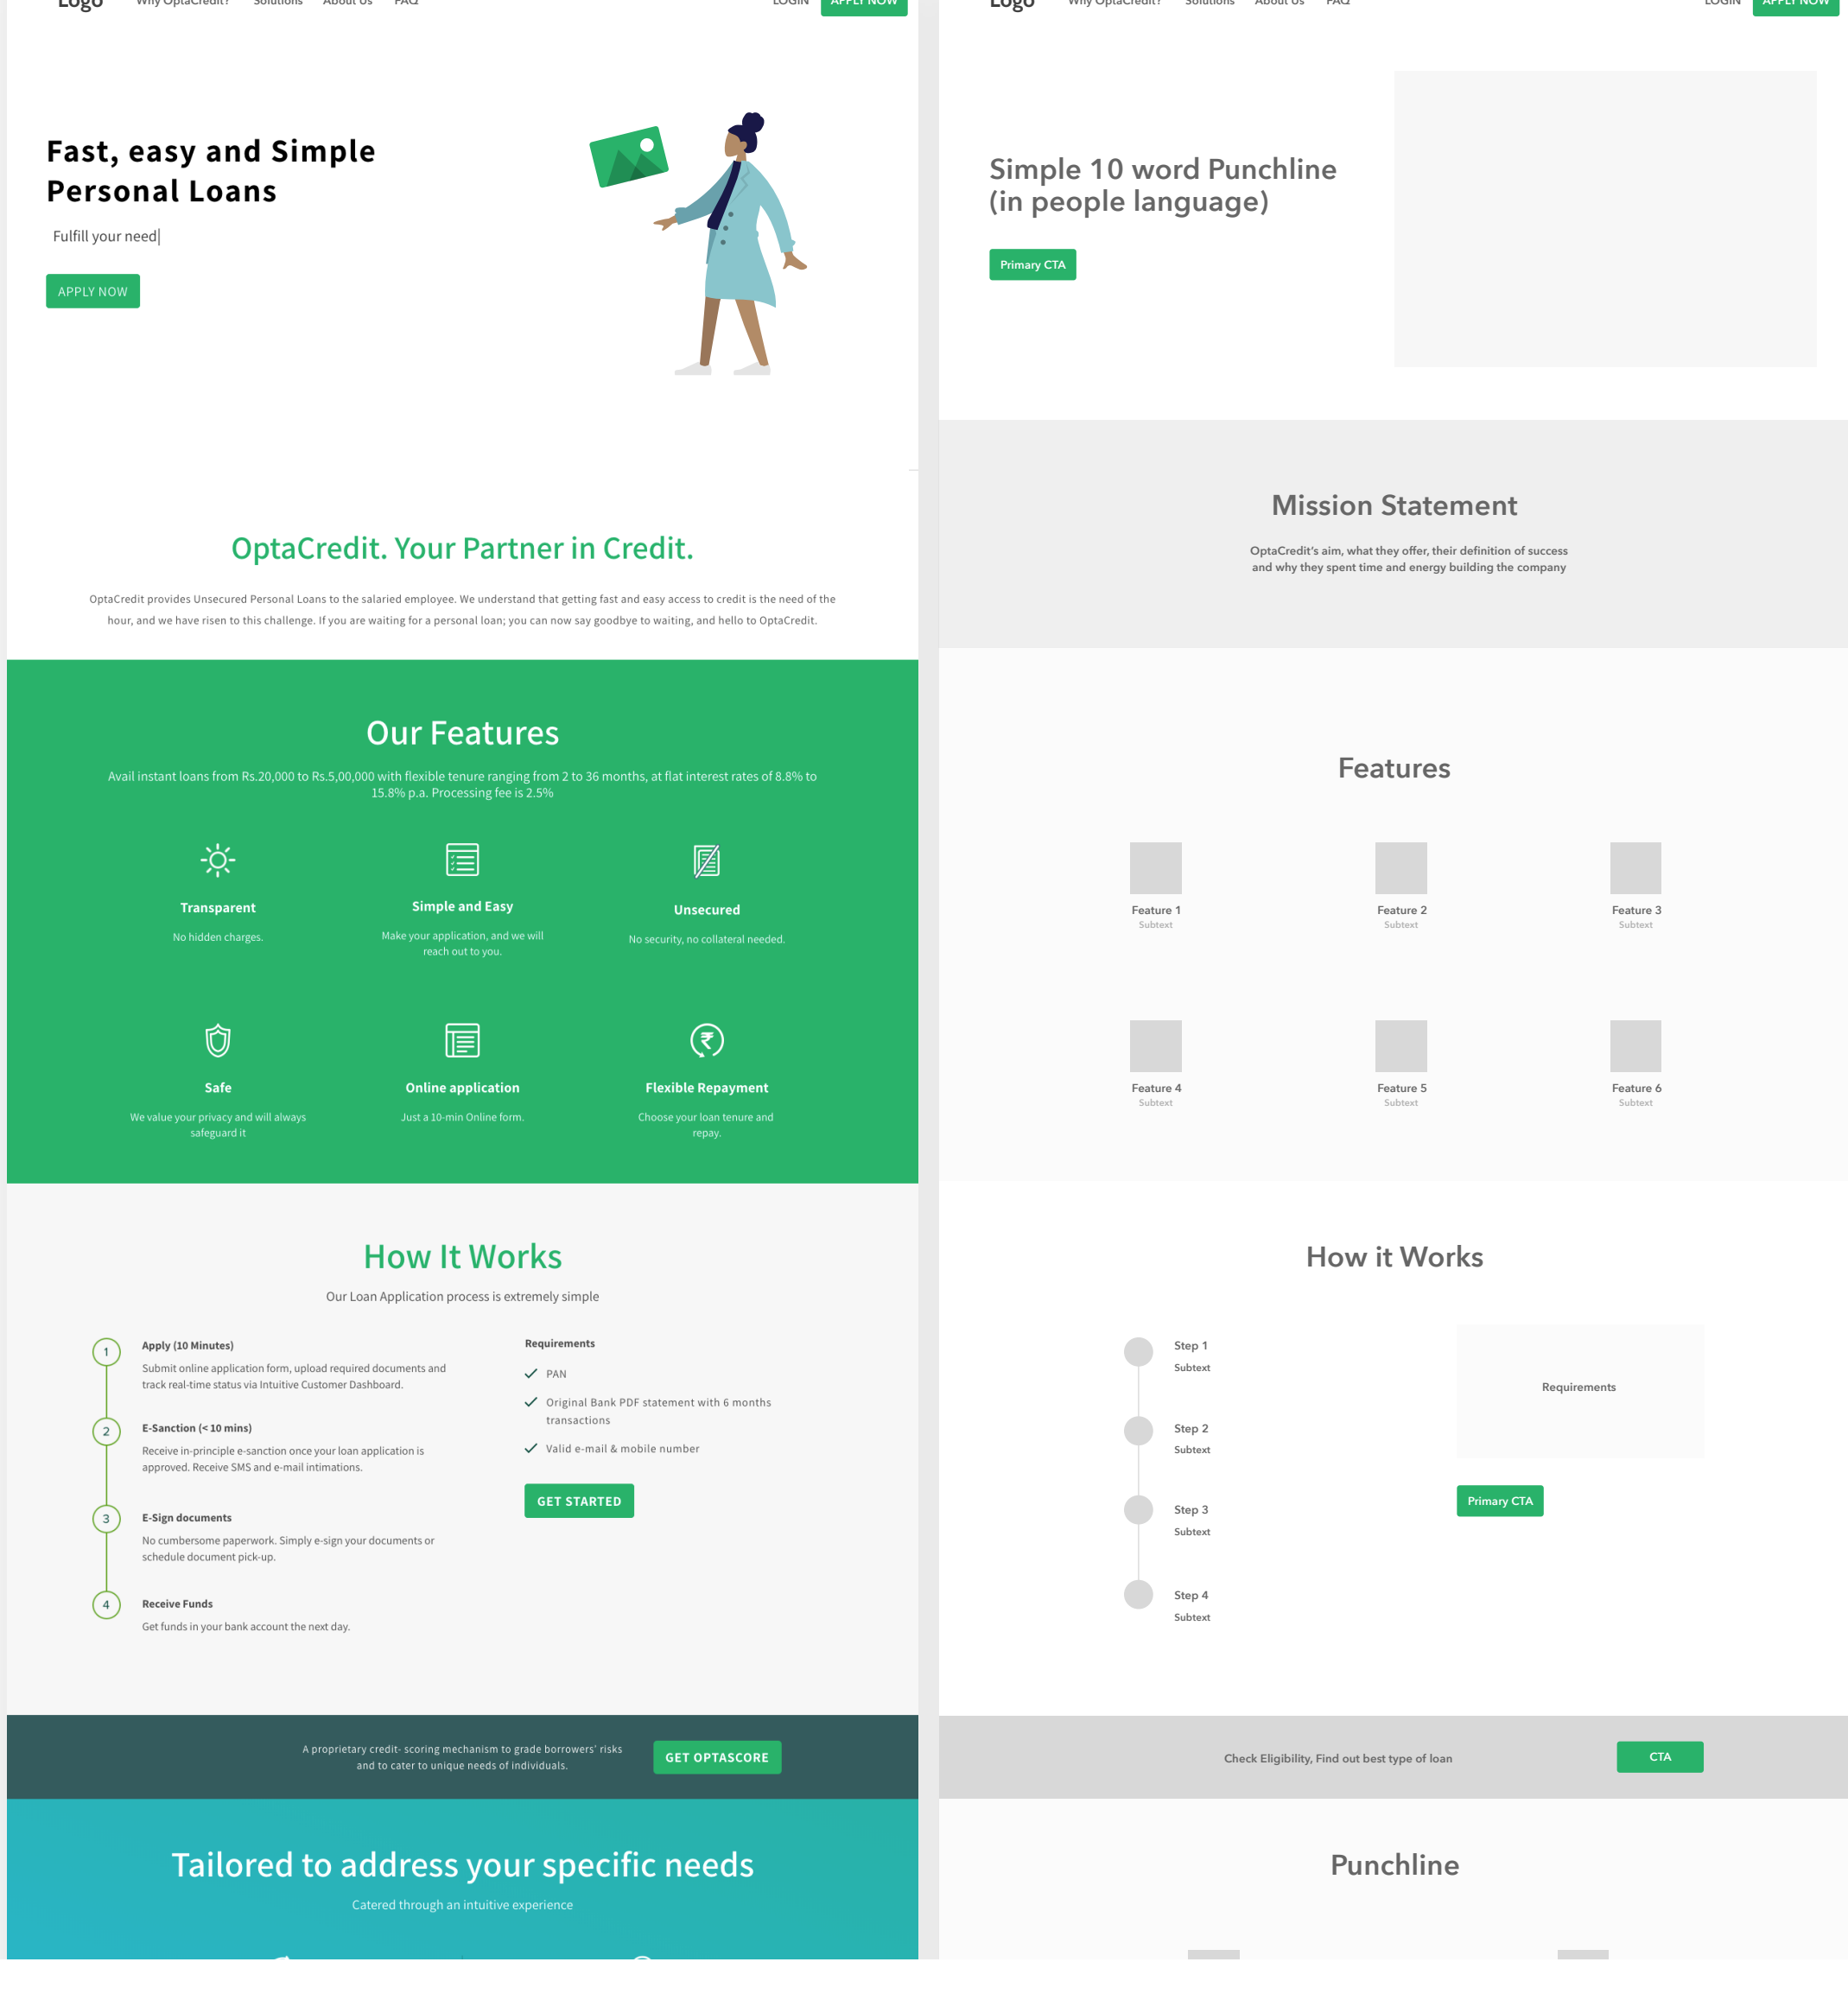 Logo
Why OptaCredit?
Solutions
About Us
FAQ
LOGIN
APPLY NOW
Fast, easy and Simple
Personal Loans
Fulfill your need
APPLY NOW
OptaCredit. Your Partner in Credit.
OptaCredit provides Unsecured Personal Loans to the salaried employee. We understand that getting fast and easy access to credit is the need of the
hour, and we have risen to this challenge. If you are waiting for a personal loan; you can now say goodbye to waiting, and hello to OptaCredit.
Our Features
Avail instant loans from Rs.20,000 to Rs.5,00,000 with flexible tenure ranging from 2 to 36 months, at flat interest rates of 8.8% to
15.8% p.a. Processing fee is 2.5%
Transparent
No hidden charges.
Simple and Easy
Make your application, and we will
reach out to you.
Unsecured
No security, no collateral needed.
Safe
We value your privacy and will always
safeguard it
Online application
Just a 10-min Online form.
Flexible Repayment
Choose your loan tenure and
repay.
How It Works
Our Loan Application process is extremely simple
1
Apply (10 Minutes)
Submit online application form, upload required documents and
track real-time status via Intuitive Customer Dashboard.
2
E-Sanction (< 10 mins)
Receive in-principle e-sanction once your loan application is
approved. Receive SMS and e-mail intimations.
3
E-Sign documents
No cumbersome paperwork. Simply e-sign your documents or
schedule document pick-up.
4
Receive Funds
Get funds in your bank account the next day.
Requirements
PAN
Original Bank PDF statement with 6 months
transactions
Valid e-mail & mobile number
GET STARTED
A proprietary credit- scoring mechanism to grade borrowers' risks
and to cater to unique needs of individuals.
GET OPTASCORE
Tailored to address your specific needs
Catered through an intuitive experience
Logo
Why OptaCredit?
Solutions
About Us
FAQ
LOGIN
APPLY NOW
Simple 10 word Punchline
(in people language)
Primary CTA
Mission Statement
OptaCredit's aim, what they offer, their definition of success
and why they spent time and energy building the company
Features
Feature 1
Subtext
Feature 2
Subtext
Feature 3
Subtext
Feature 4
Subtext
Feature 5
Subtext
Feature 6
Subtext
How it Works
Step 1
Subtext
Step 2
Subtext
Step 3
Subtext
Step 4
Subtext
Requirements
Primary CTA
Check Eligibility, Find out best type of loan
CTA
Punchline